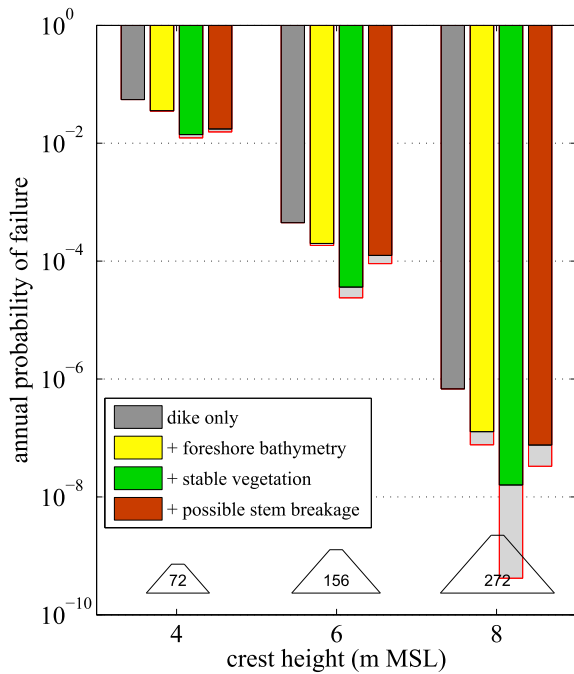 10^0
10^−2
10^−4
10^−6
10^−8
10^−10
annual probability of failure
dike only
+ foreshore bathymetry
+ stable vegetation
+ possible stem breakage
72
156
272
4
6
8
crest height (m MSL)